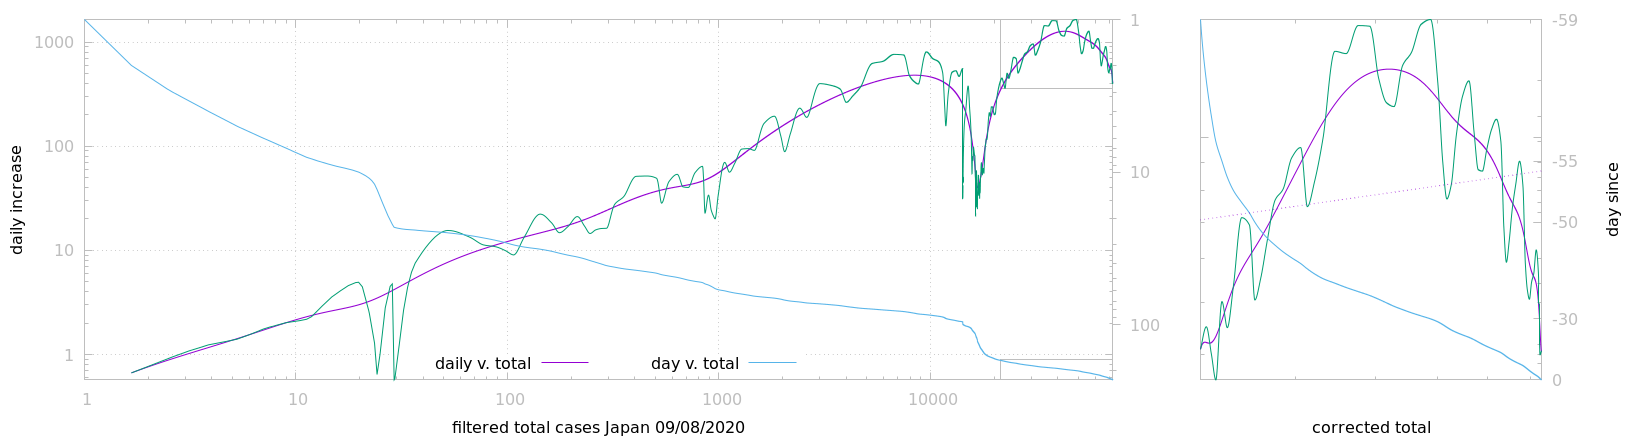 daily increase
1000
100
10
1
daily v. total
day v. total
1 10 100 1000 10000
filtered total cases Japan 09/08/2020
1
10
100
-59
-55
-50
-30
0
day since
corrected total